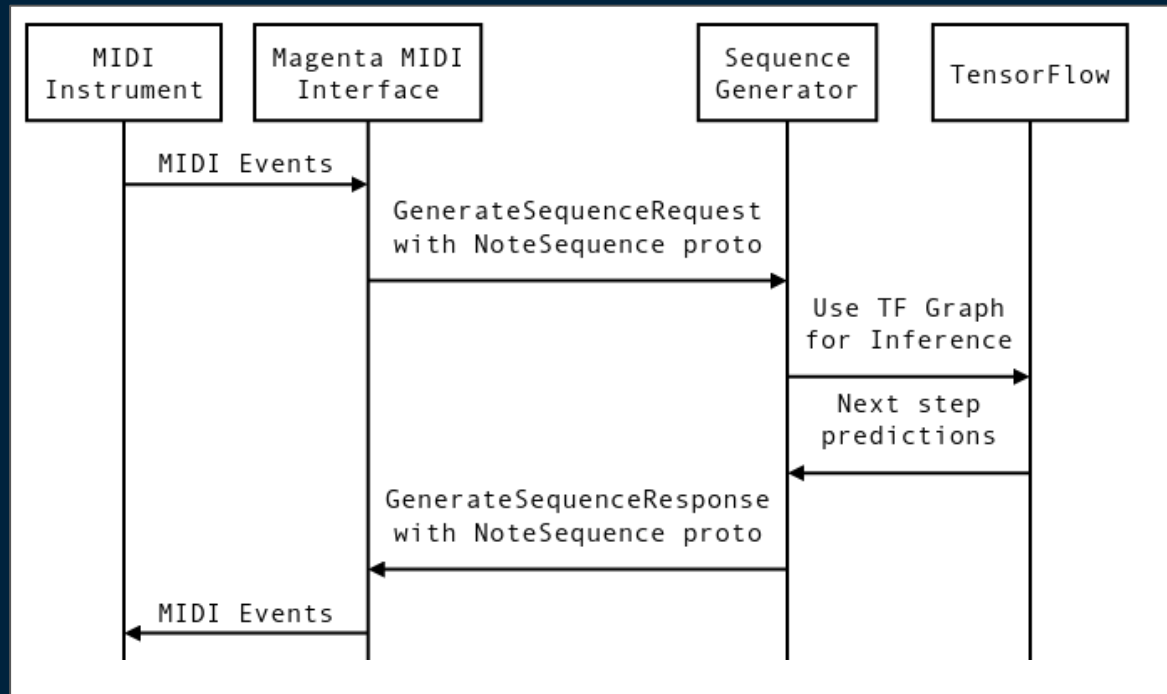 MIDI
Instrument
Magenta MIDI
Interface
Sequence
Generator
TensorFlow
MIDI Events
GenerateSequenceRequest
with NoteSequence proto
Use TF Graph
for Inference
Next step
predictions
GenerateSequenceResponse
with NoteSequence proto
MIDI Events